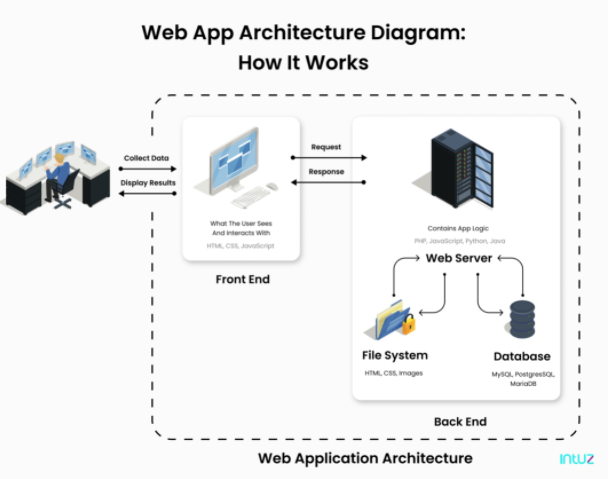 Web App Architecture Diagram:
How It Works
Collect Data
Display Results
What The User Sees
And Interacts With
HTML, CSS, JavaScript
Front End
Request
Response
Contains App Logic
PHP, JavaScript, Python, Java
Web Server
File System
HTML, CSS, Images
Database
MySQL, PostgresSQL,
MariaDB
Back End
Web Application Architecture
INTUZ